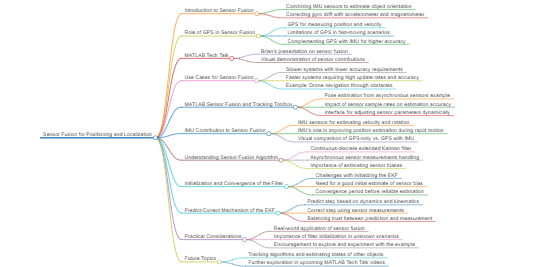 Sensor Fusion for Positioning and Localization
Introduction to Sensor Fusion
Combining IMU sensors to estimate object orientation
Correcting gyro drift with accelerometer and magnetometer
Role of GPS in Sensor Fusion
GPS for measuring position and velocity
Limitations of GPS in fast-moving scenarios
Complementing GPS with IMU for higher accuracy
MATLAB Tech Talk
Brian's presentation on sensor fusion
Visual demonstration of sensor contributions
Use Cases for Sensor Fusion
Slower systems with lower accuracy requirements
Faster systems requiring high update rates and accuracy
Example: Drone navigation through obstacles
MATLAB Sensor Fusion and Tracking Toolbox
Pose estimation from asynchronous sensors example
Impact of sensor sample rates on estimation accuracy
Interface for adjusting sensor parameters dynamically
IMU Contribution to Sensor Fusion
IMU sensors for estimating velocity and rotation
IMU's role in improving position estimation during rapid motion
Visual comparison of GPS-only vs. GPS with IMU
Understanding Sensor Fusion Algorithm
Continuous-discrete extended Kalman filter
Asynchronous sensor measurements handling
Importance of estimating sensor biases
Initialization and Convergence of the Filter
Challenges with initializing the EKF
Need for a good initial estimate of sensor bias
Convergence period before reliable estimation
Predict-Correct Mechanism of the EKF
Predict step based on dynamics and kinematics
Correct step using sensor measurements
Balancing trust between prediction and measurement
Practical Considerations
Real-world application of sensor fusion
Importance of filter initialization in unknown scenarios
Encouragement to explore and experiment with the example
Future Topics
Tracking algorithms and estimating states of other objects
Further exploration in upcoming MATLAB Tech Talk videos